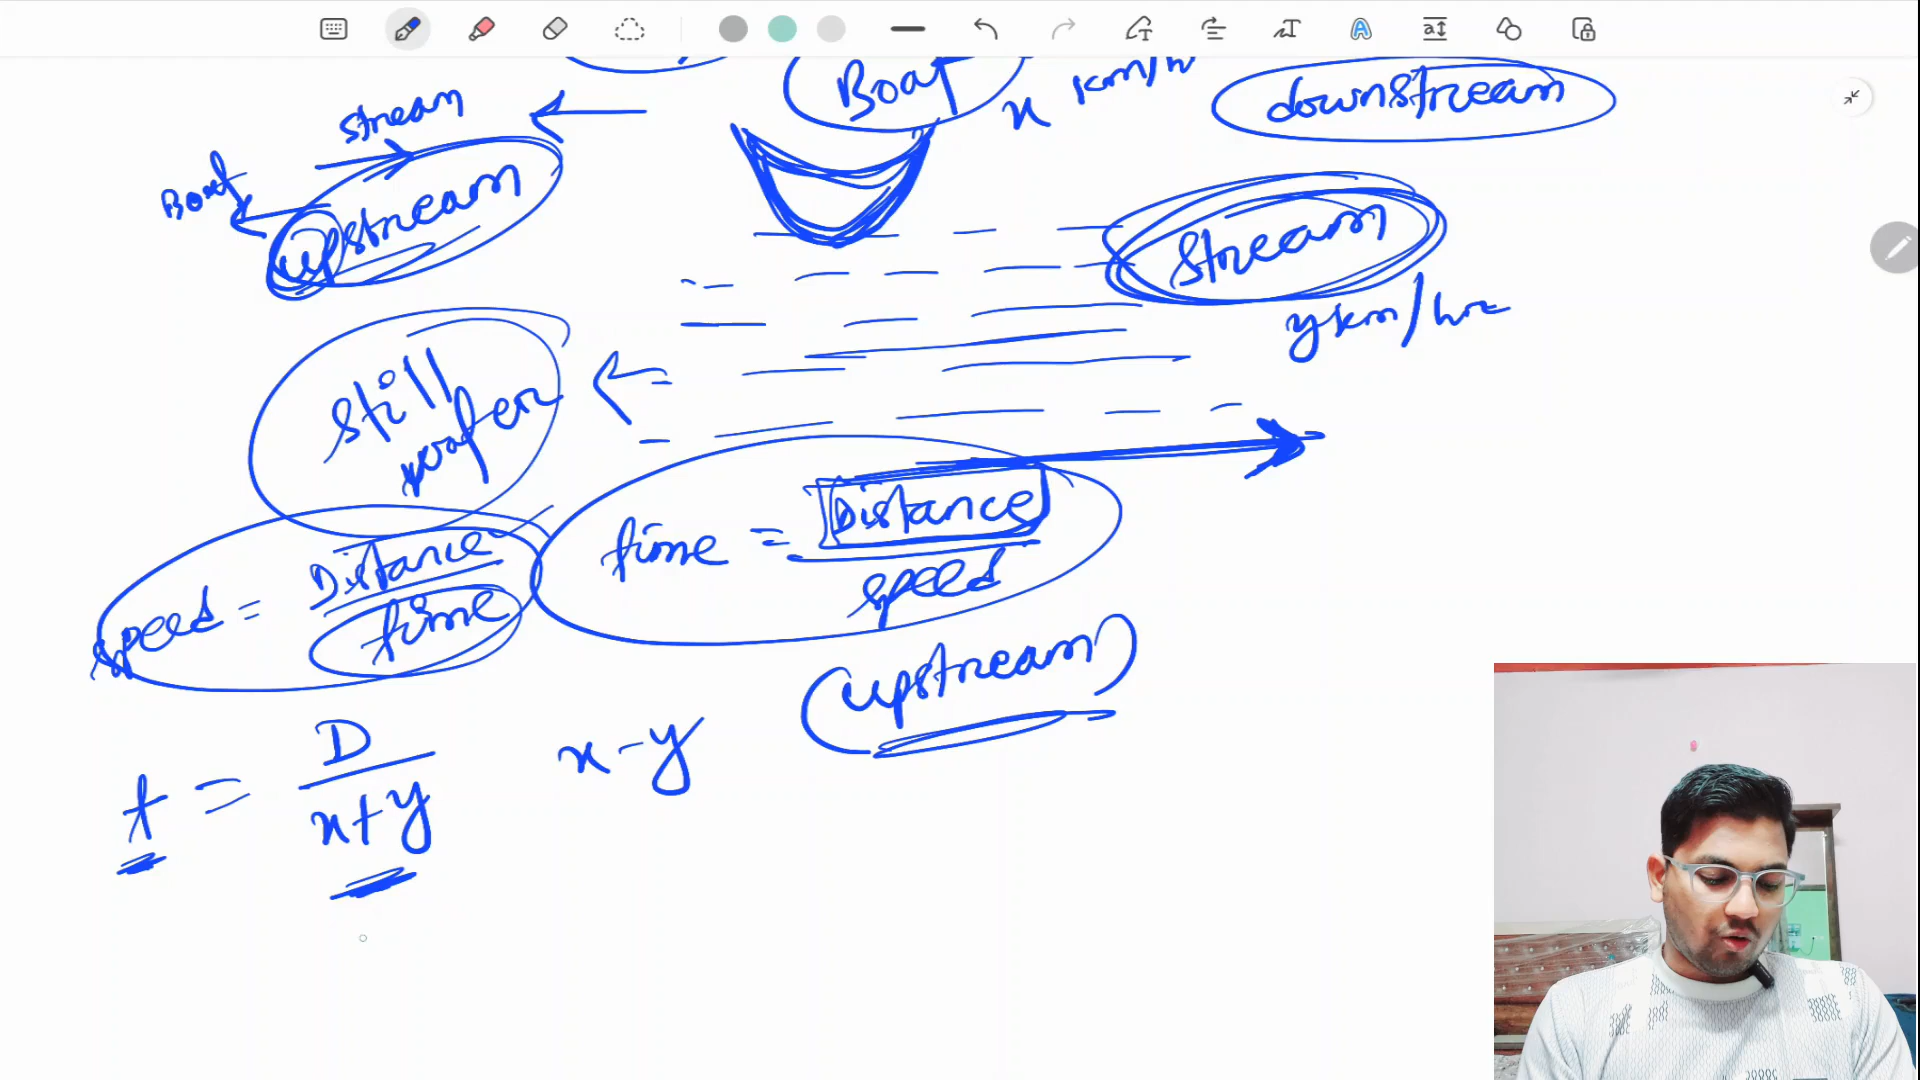 Boat
x km/hr
downstream
stream
Boat
upstream
Stream
y km/hr
still
water
speed = Distance
time
time = Distance
speed
(upstream)
t = D
x+y
x-y